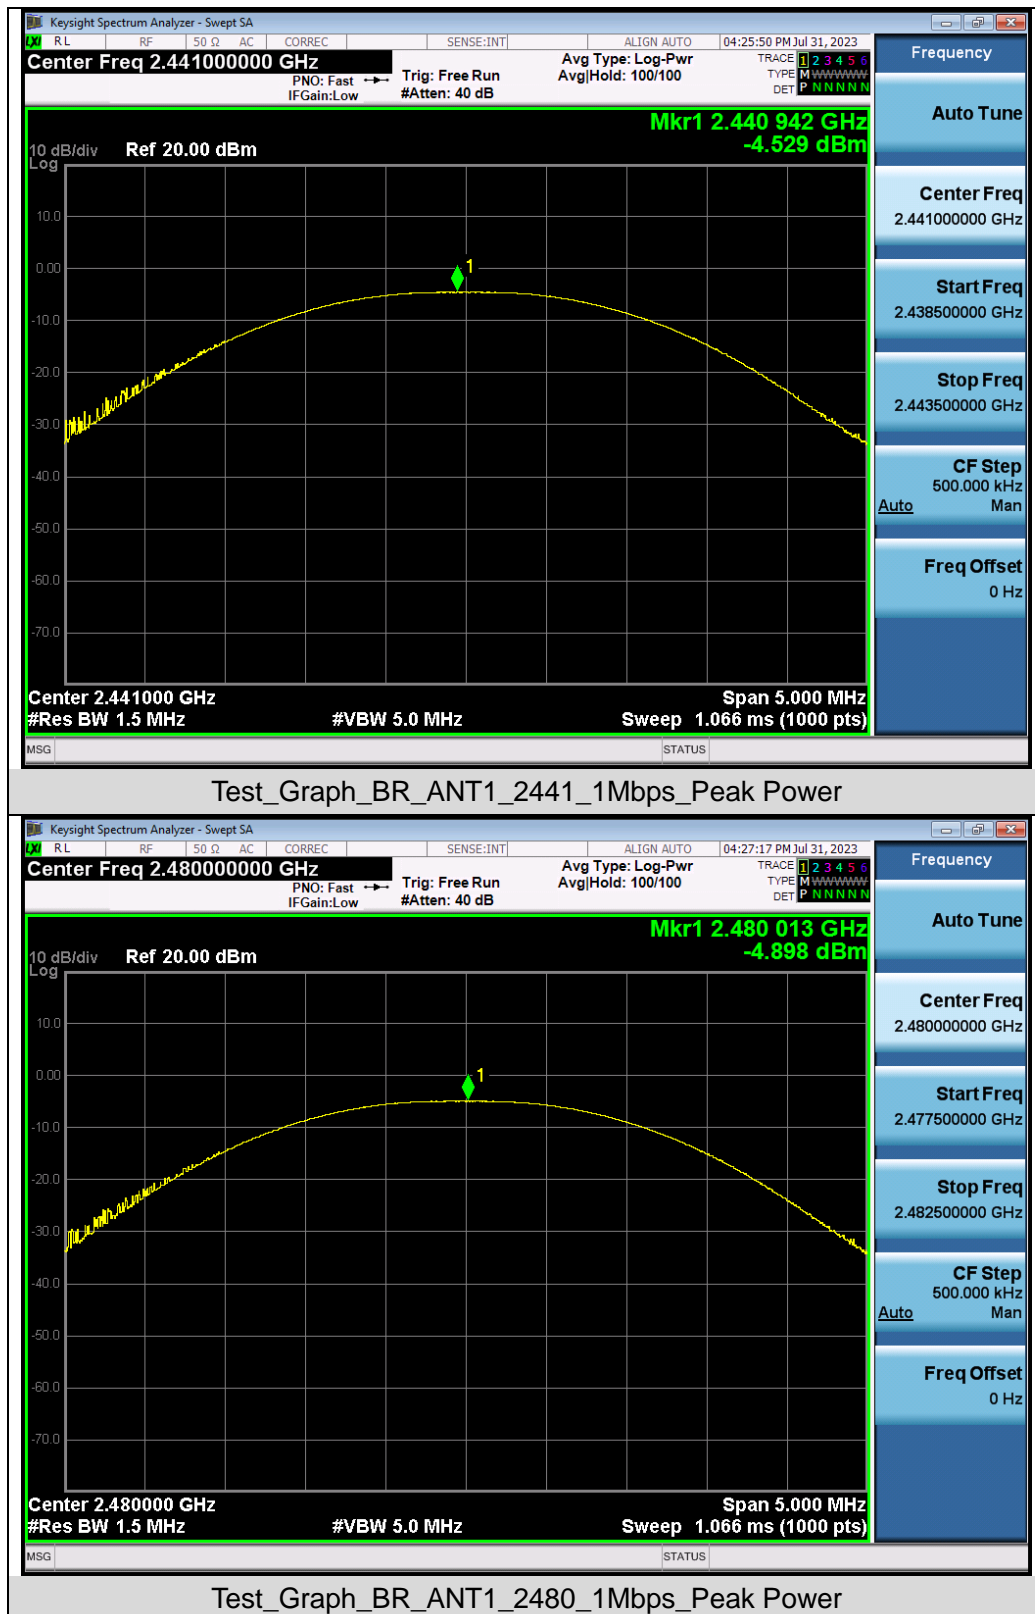 Keysight Spectrum Analyzer - Swept SA
LXI RL RF 50 Ω AC CORREC SENSE:INT ALIGN AUTO 04:25:50 PM Jul 31, 2023
Center Freq 2.441000000 GHz
PNO: Fast
IFGain:Low
Trig: Free Run
#Atten: 40 dB
Avg Type: Log-Pwr
Avg|Hold: 100/100
TRACE 1 2 3 4 5 6
TYPE M W W W W W
DET P N N N N N
Mkr1 2.440 942 GHz
-4.529 dBm
10 dB/div Ref 20.00 dBm
Log
10.0
0.00
-10.0
-20.0
-30.0
-40.0
-50.0
-60.0
-70.0
1
Center 2.441000 GHz Span 5.000 MHz
#Res BW 1.5 MHz #VBW 5.0 MHz Sweep 1.066 ms (1000 pts)
MSG STATUS
Frequency
Auto Tune
Center Freq
2.441000000 GHz
Start Freq
2.438500000 GHz
Stop Freq
2.443500000 GHz
CF Step
500.000 kHz
Auto Man
Freq Offset
0 Hz
Test_Graph_BR_ANT1_2441_1Mbps_Peak Power
Keysight Spectrum Analyzer - Swept SA
LXI RL RF 50 Ω AC CORREC SENSE:INT ALIGN AUTO 04:27:17 PM Jul 31, 2023
Center Freq 2.480000000 GHz
PNO: Fast
IFGain:Low
Trig: Free Run
#Atten: 40 dB
Avg Type: Log-Pwr
Avg|Hold: 100/100
TRACE 1 2 3 4 5 6
TYPE M W W W W W
DET P N N N N N
Mkr1 2.480 013 GHz
-4.898 dBm
10 dB/div Ref 20.00 dBm
Log
10.0
0.00
-10.0
-20.0
-30.0
-40.0
-50.0
-60.0
-70.0
1
Center 2.480000 GHz Span 5.000 MHz
#Res BW 1.5 MHz #VBW 5.0 MHz Sweep 1.066 ms (1000 pts)
MSG STATUS
Frequency
Auto Tune
Center Freq
2.480000000 GHz
Start Freq
2.477500000 GHz
Stop Freq
2.482500000 GHz
CF Step
500.000 kHz
Auto Man
Freq Offset
0 Hz
Test_Graph_BR_ANT1_2480_1Mbps_Peak Power